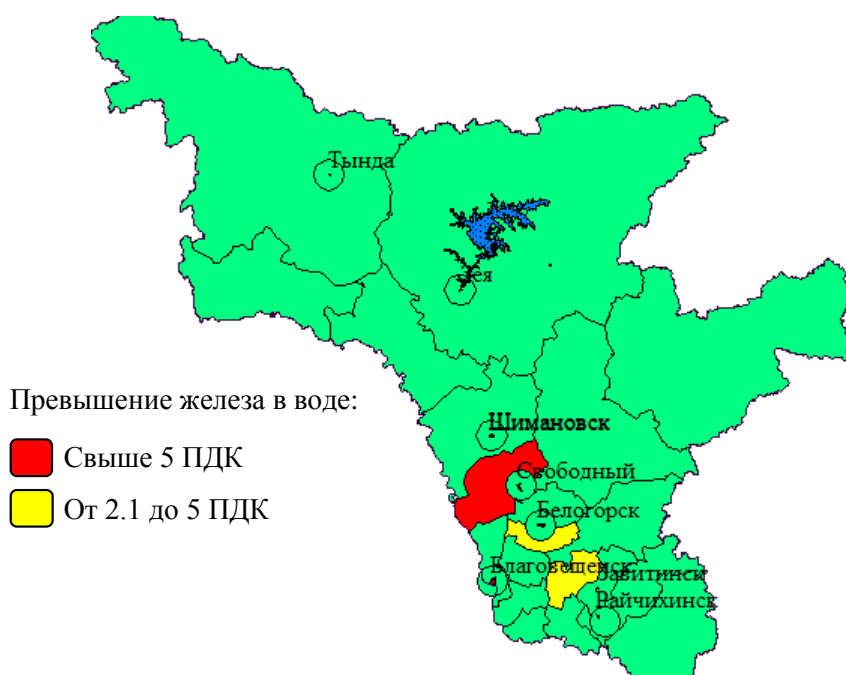 Тында
Зея
Превышение железа в воде:
Шимановск
Свыше 5 ПДК
Свободный
От 2.1 до 5 ПДК
Белогорск
Благовещенск
Завитинск
Райчихинск